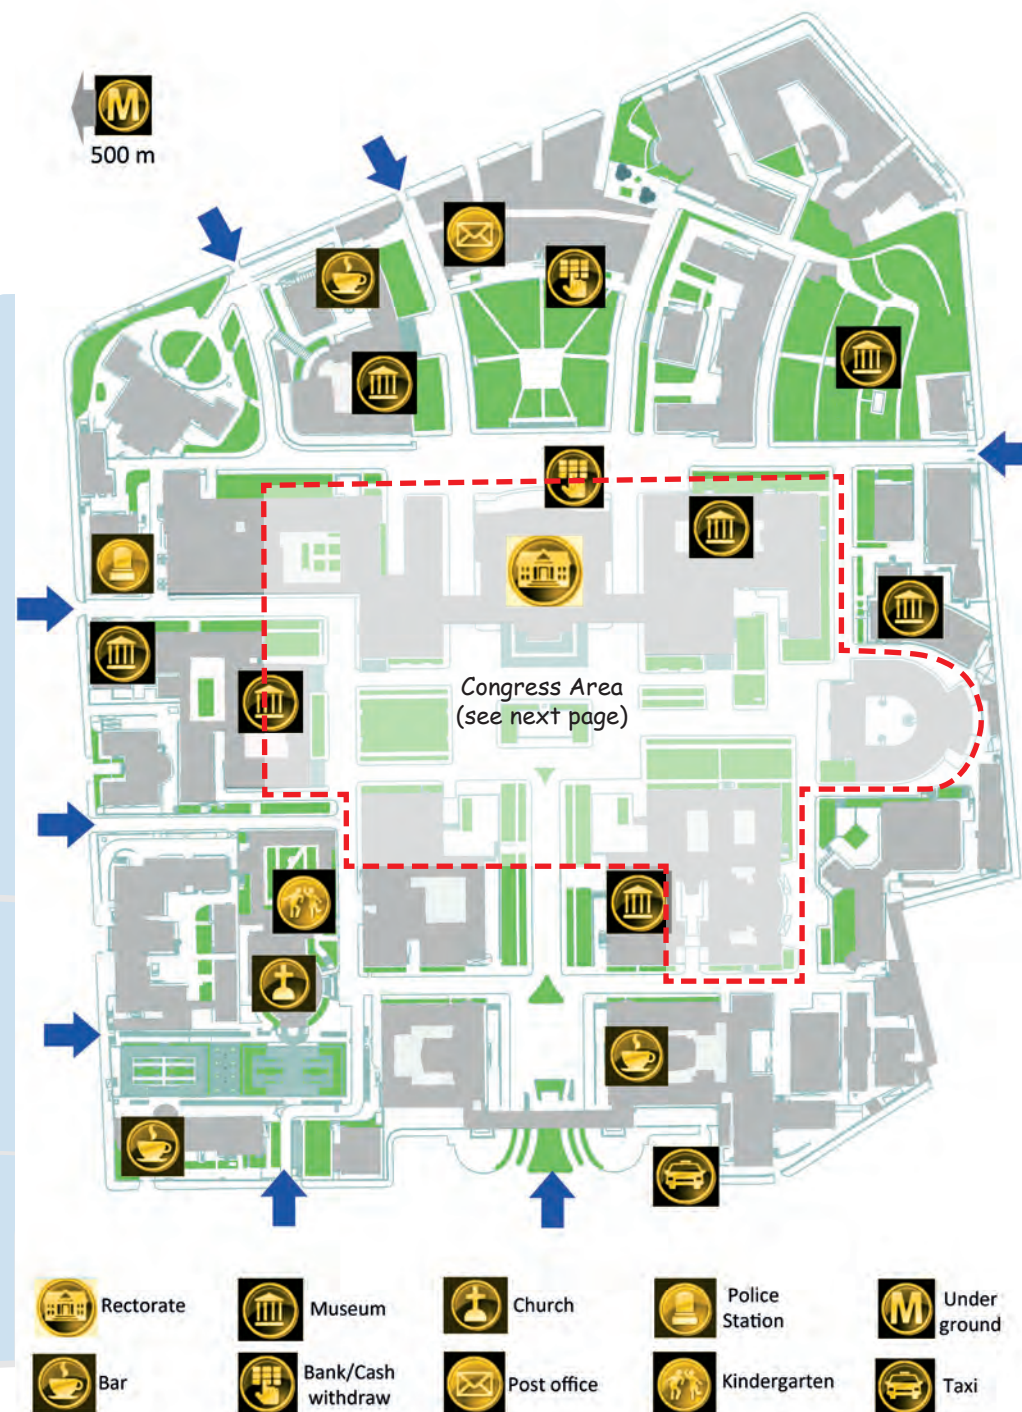 M
500 m
Congress Area
(see next page)
Rectorate
Museum
Church
Police
Station
M
Under
ground
Bar
Bank/Cash
withdraw
Post office
Kindergarten
Taxi